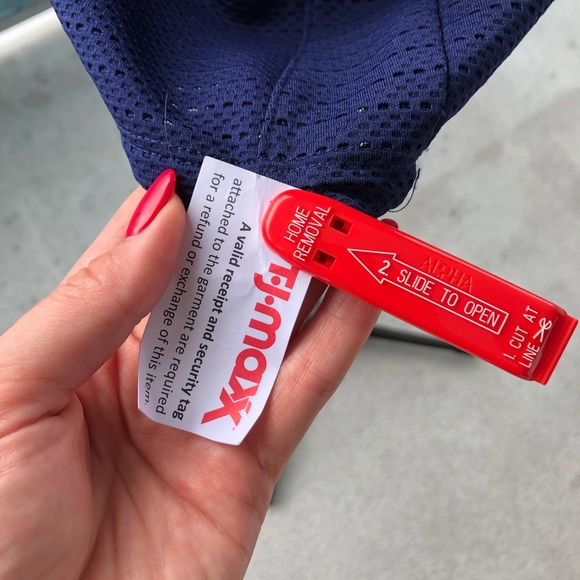 T.J.maxx
A valid receipt and security tag
attached to the garment are required
for a refund or exchange of this item.
HOME
REMOVAL
ALPHA
2 SLIDE TO OPEN
1. CUT AT
LINE